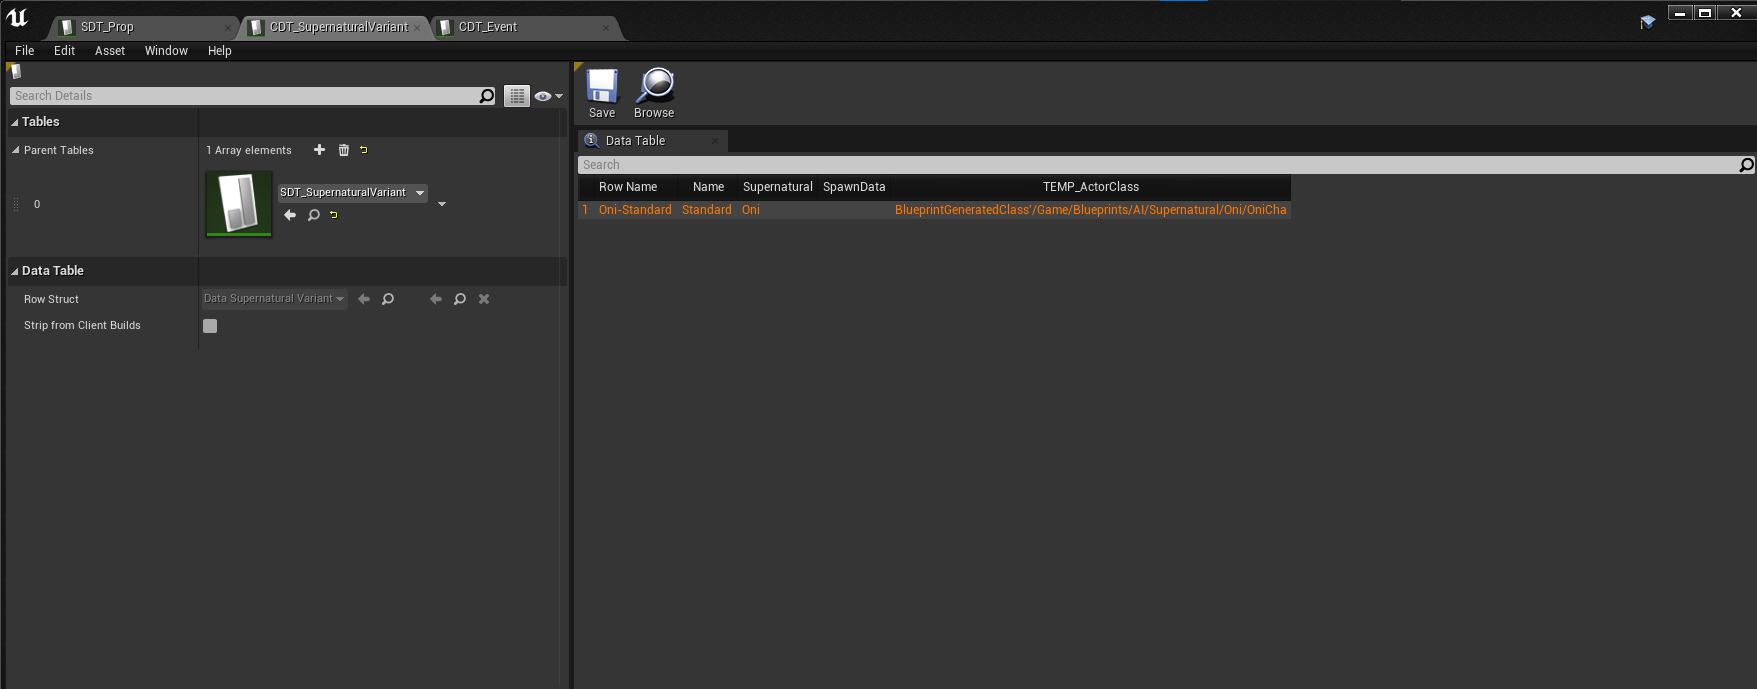 SDT_Prop
CDT_SupernaturalVariant
CDT_Event
File Edit Asset Window Help
Search Details
Tables
Parent Tables
1 Array elements
0
SDT_SupernaturalVariant
Data Table
Row Struct
Data Supernatural Variant
Strip from Client Builds
Save
Browse
Data Table
Search
Row Name Name Supernatural SpawnData TEMP_ActorClass
1 Oni-Standard Standard Oni BlueprintGeneratedClass'/Game/Blueprints/AI/Supernatural/Oni/OniCha